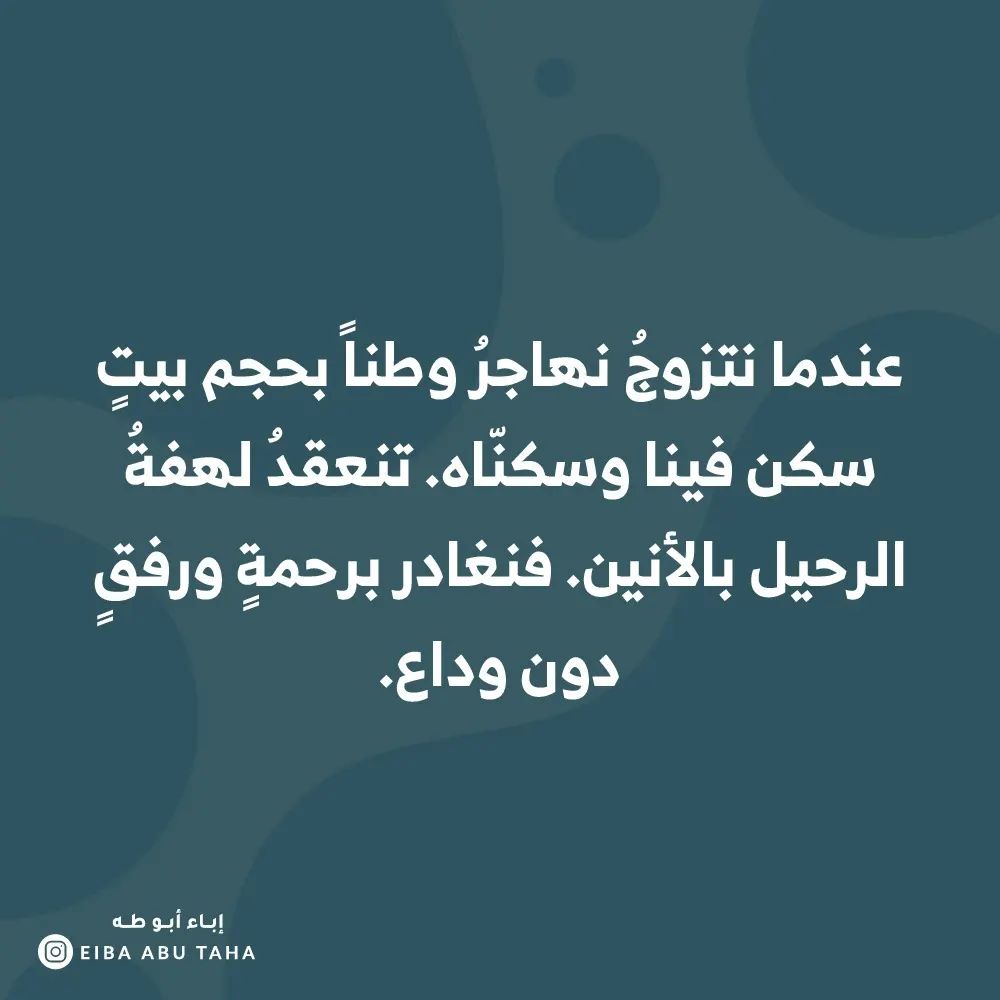 عندما نتزوجُ نهاجرُ وطناً بحجم بيتٍ
سكن فينا وسكنّاه. تنعقدُ لهفةُ
الرحيل بالأنين. فنغادر برحمةٍ ورفقٍ
دون وداع.
إباء أبو طه
EIBA ABU TAHA